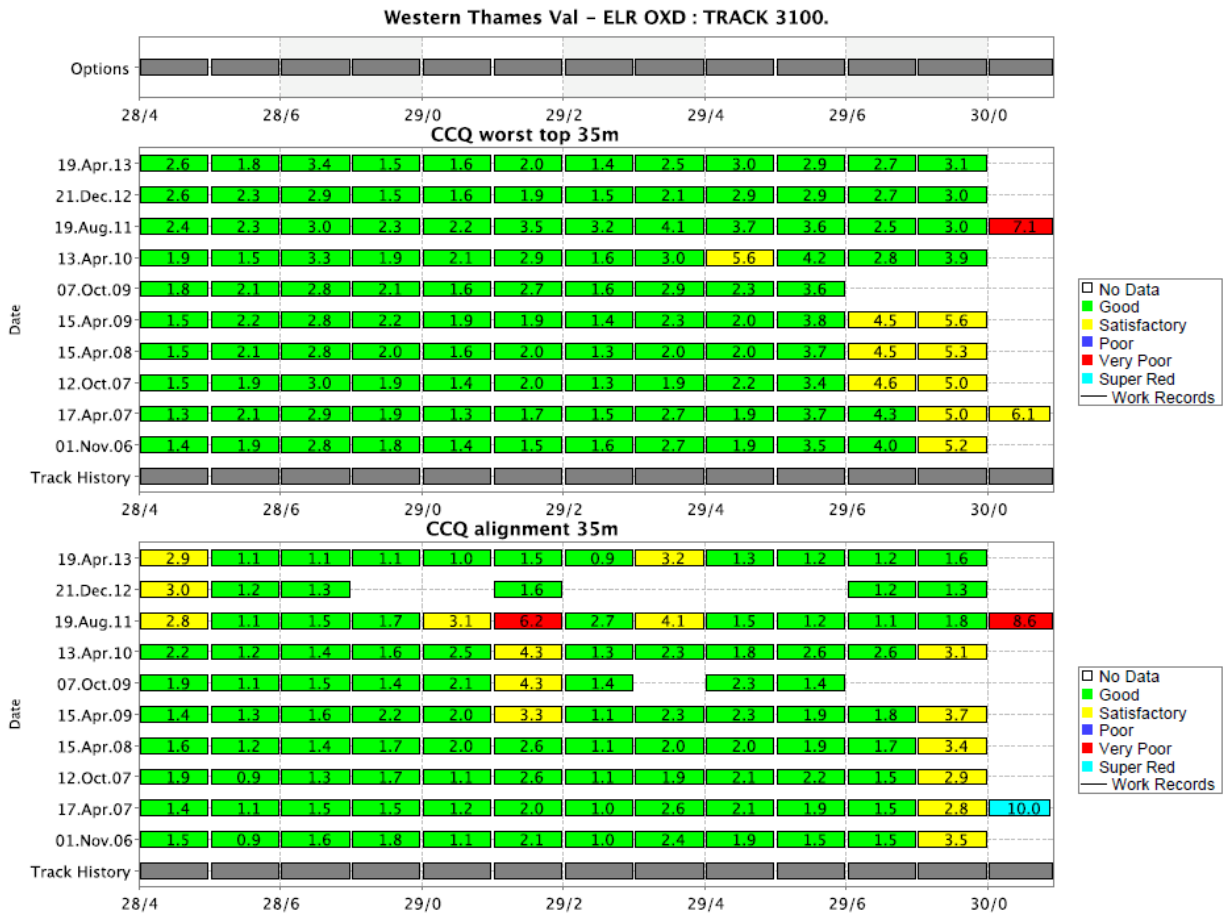 Western Thames Val – ELR OXD : TRACK 3100.
Options
28/4 28/6 29/0 29/2 29/4 29/6 30/0
CCQ worst top 35m
19.Apr.13 2.6 1.8 3.4 1.5 1.6 2.0 1.4 2.5 3.0 2.9 2.7 3.1
21.Dec.12 2.6 2.3 2.9 1.5 1.6 1.9 1.5 2.1 2.9 2.9 2.7 3.0
19.Aug.11 2.4 2.3 3.0 2.3 2.2 3.5 3.2 4.1 3.7 3.6 2.5 3.0 7.1
13.Apr.10 1.9 1.5 3.3 1.9 2.1 2.9 1.6 3.0 5.6 4.2 2.8 3.9
07.Oct.09 1.8 2.1 2.8 2.1 1.6 2.7 1.6 2.9 2.3 3.6
15.Apr.09 1.5 2.2 2.8 2.2 1.9 1.9 1.4 2.3 2.0 3.8 4.5 5.6
15.Apr.08 1.5 2.1 2.8 2.0 1.6 2.0 1.3 2.0 2.0 3.7 4.5 5.3
12.Oct.07 1.5 1.9 3.0 1.9 1.4 2.0 1.3 1.9 2.2 3.4 4.6 5.0
17.Apr.07 1.3 2.1 2.9 1.9 1.3 1.7 1.5 2.7 1.9 3.7 4.3 5.0 6.1
01.Nov.06 1.4 1.9 2.8 1.8 1.4 1.5 1.6 2.7 1.9 3.5 4.0 5.2
Track History
Date
28/4 28/6 29/0 29/2 29/4 29/6 30/0
No Data
Good
Satisfactory
Poor
Very Poor
Super Red
Work Records
CCQ alignment 35m
19.Apr.13 2.9 1.1 1.1 1.1 1.0 1.5 0.9 3.2 1.3 1.2 1.2 1.6
21.Dec.12 3.0 1.2 1.3 1.6 1.2 1.3
19.Aug.11 2.8 1.1 1.5 1.7 3.1 6.2 2.7 4.1 1.5 1.2 1.1 1.8 8.6
13.Apr.10 2.2 1.2 1.4 1.6 2.5 4.3 1.3 2.3 1.8 2.6 2.6 3.1
07.Oct.09 1.9 1.1 1.5 1.4 2.1 4.3 1.4 2.3 1.4
15.Apr.09 1.4 1.3 1.6 2.2 2.0 3.3 1.1 2.3 2.3 1.9 1.8 3.7
15.Apr.08 1.6 1.2 1.4 1.7 2.0 2.6 1.1 2.0 2.0 1.9 1.7 3.4
12.Oct.07 1.9 0.9 1.3 1.7 1.1 2.6 1.1 1.9 2.1 2.2 1.5 2.9
17.Apr.07 1.4 1.1 1.5 1.5 1.2 2.0 1.0 2.6 2.1 1.9 1.5 2.8 10.0
01.Nov.06 1.5 0.9 1.6 1.8 1.1 2.1 1.0 2.4 1.9 1.5 1.5 3.5
Track History
Date
28/4 28/6 29/0 29/2 29/4 29/6 30/0
No Data
Good
Satisfactory
Poor
Very Poor
Super Red
Work Records